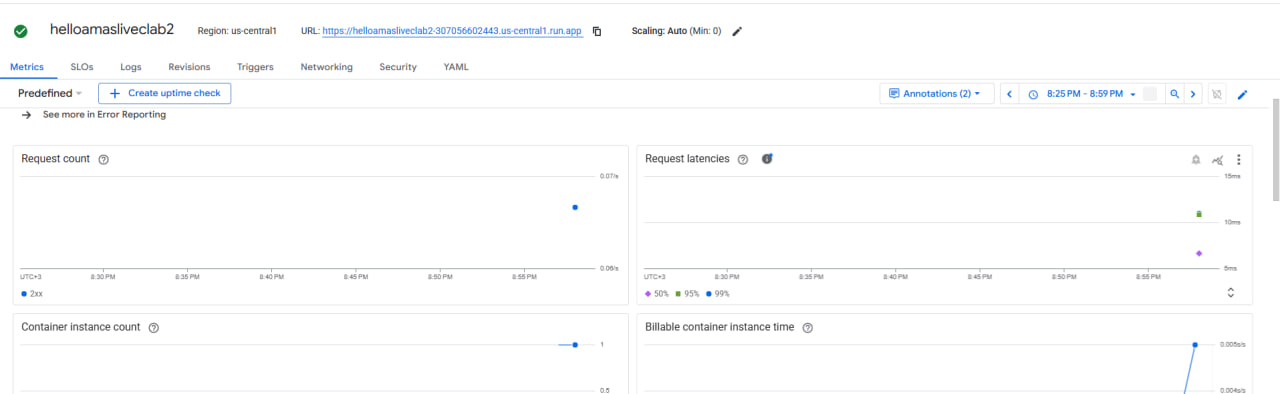 helloamasliveclab2 Region: us-central1 URL: https://helloamasliveclab2-307056602443.us-central1.run.app Scaling: Auto (Min: 0)
Metrics SLOs Logs Revisions Triggers Networking Security YAML
Predefined + Create uptime check Annotations (2) 8:25 PM – 8:59 PM
See more in Error Reporting
Request count
0.07/s
0.06/s
UTC+3 8:30 PM 8:35 PM 8:40 PM 8:45 PM 8:50 PM 8:55 PM
2xx
Request latencies
15ms
10ms
5ms
UTC+3 8:30 PM 8:35 PM 8:40 PM 8:45 PM 8:50 PM 8:55 PM
50% 95% 99%
Container instance count
1
0.5
Billable container instance time
0.005s/s
0.004s/s